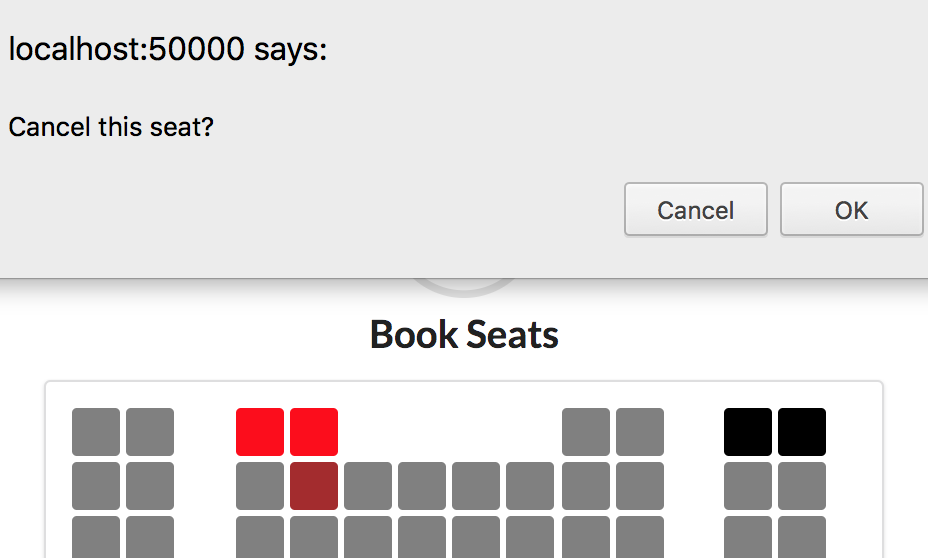 localhost:50000 says:
Cancel this seat?
Cancel
OK
Book Seats